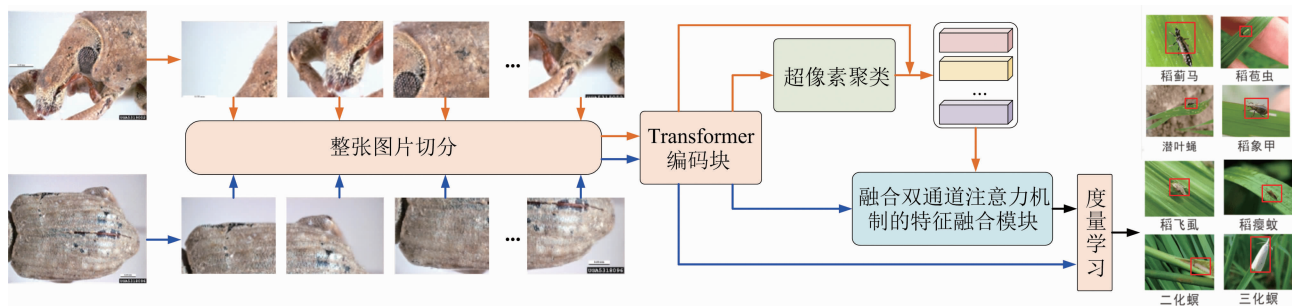 UGA5318086
...
稻蓟马
稻苞虫
超像素聚类
...
整张图片切分
Transformer
编码块
潜叶蝇
稻象甲
融合双通道注意力机
制的特征融合模块
度量学习
稻飞虱
稻瘿蚊
...
UGA5318086
UGA5318086
二化螟
三化螟